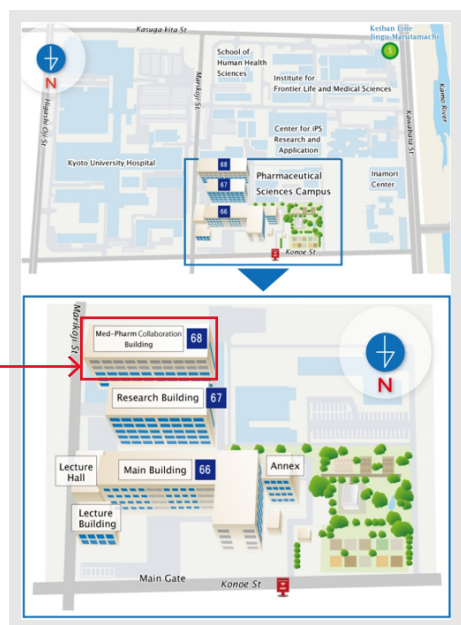 Kasuga-kita St
Keihan Line
Jingu-Marutamachi
5
N
School of
Human Health
Sciences
Institute for
Frontier Life and Medical Sciences
Marikoji St
Higashi Oji St
Kawabata St
Kamo River
Center for iPS
Research and
Application
Kyoto University Hospital
68
67
66
Pharmaceutical
Sciences Campus
Inamori
Center
Konoe St
Marikoji St
Med-Pharm Collaboration
Building
68
N
Research Building
67
Lecture
Hall
Main Building
66
Annex
Lecture
Building
Main Gate
Konoe St